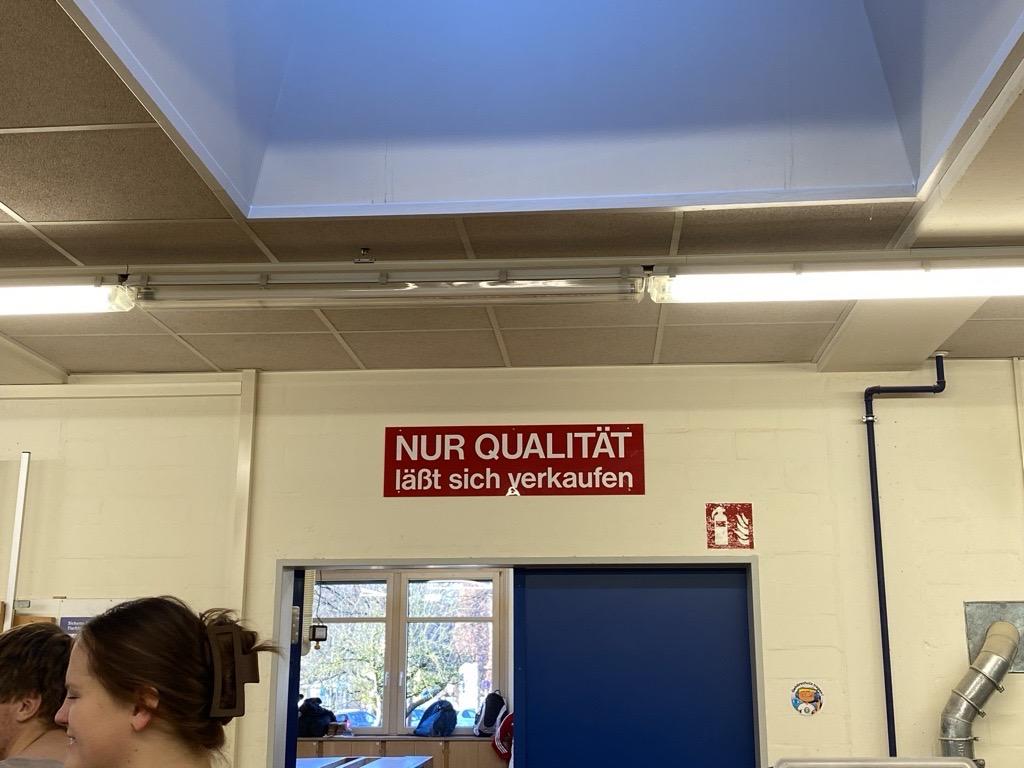 NUR QUALITÄT
läßt sich verkaufen